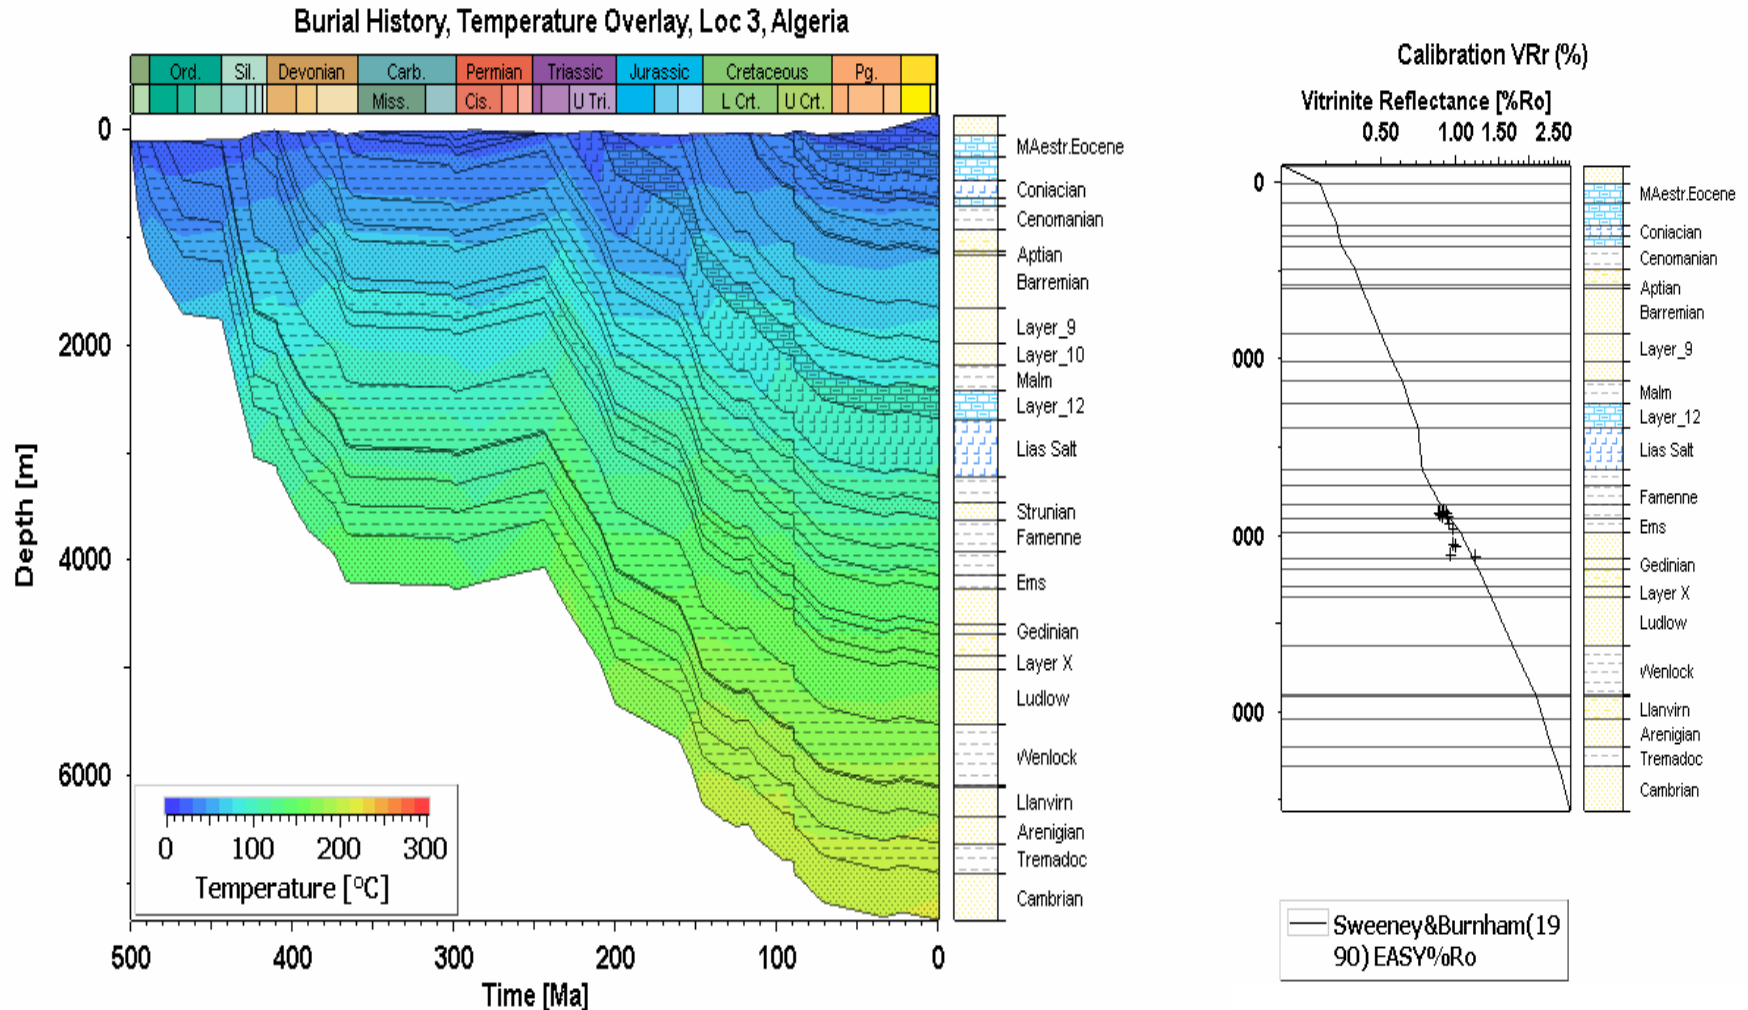 Burial History, Temperature Overlay, Loc 3, Algeria
Ord. Sil. Devonian Carb. Permian Triassic Jurassic Cretaceous Pg.
Miss. Cis. U Tri. L Crt. U Crt.
Depth [m]
0
2000
4000
6000
MAestr.Eocene
Coniacian
Cenomanian
Aptian
Barremian
Layer_9
Layer_10
Malm
Layer_12
Lias Salt
Strunian
Famenne
Ems
Gedinian
Layer X
Ludlow
Wenlock
Llanvirn
Arenigian
Tremadoc
Cambrian
0 100 200 300
Temperature [°C]
500 400 300 200 100 0
Time [Ma]
Calibration VRr (%)
Vitrinite Reflectance [%Ro]
0.50 1.00 1.50 2.50
0
000
000
000
MAestr.Eocene
Coniacian
Cenomanian
Aptian
Barremian
Layer_9
Malm
Layer_12
Lias Salt
Famenne
Ems
Gedinian
Layer X
Ludlow
Wenlock
Llanvirn
Arenigian
Tremadoc
Cambrian
Sweeney&Burnham(19
90) EASY%Ro